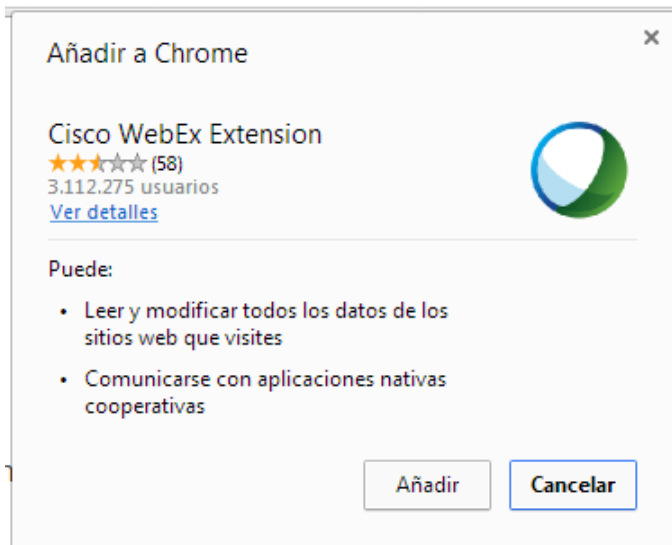 Añadir a Chrome
Cisco WebEx Extension
(58)
3.112.275 usuarios
Ver detalles
Puede:
• Leer y modificar todos los datos de los
sitios web que visites
• Comunicarse con aplicaciones nativas
cooperativas
Añadir Cancelar